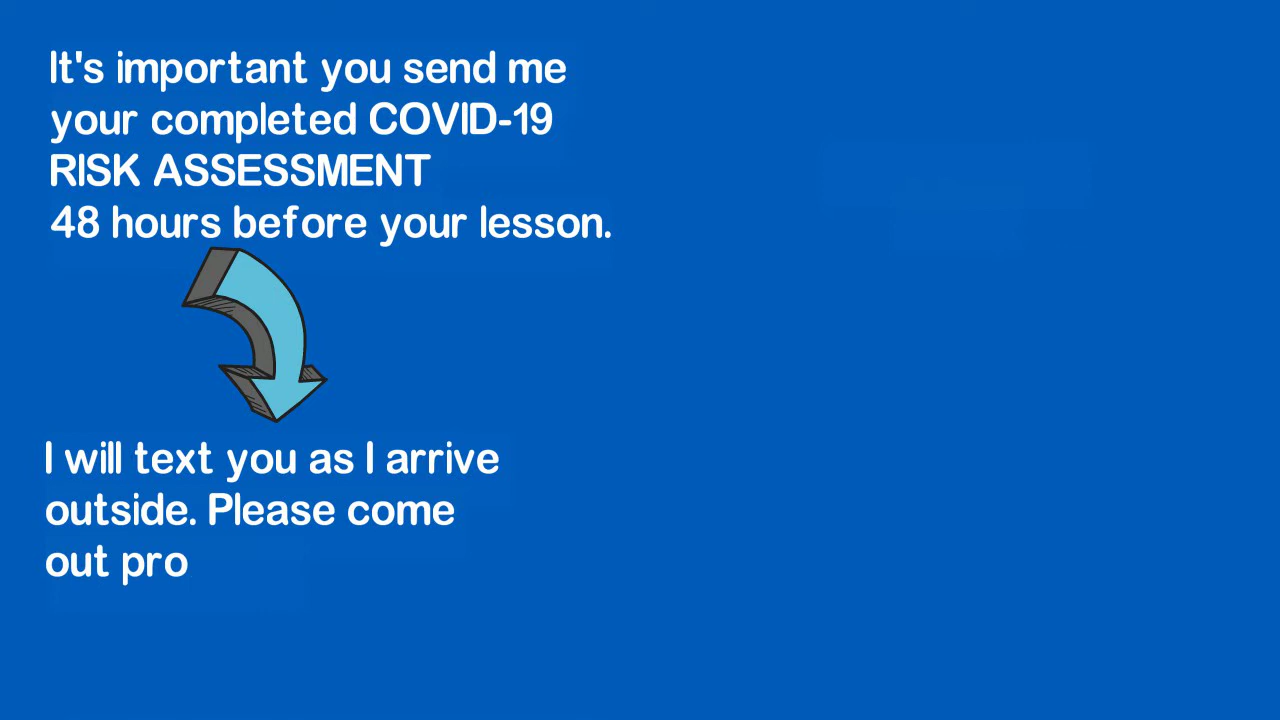 It's important you send me
your completed COVID-19
RISK ASSESSMENT
48 hours before your lesson.
I will text you as I arrive
outside. Please come
out pro